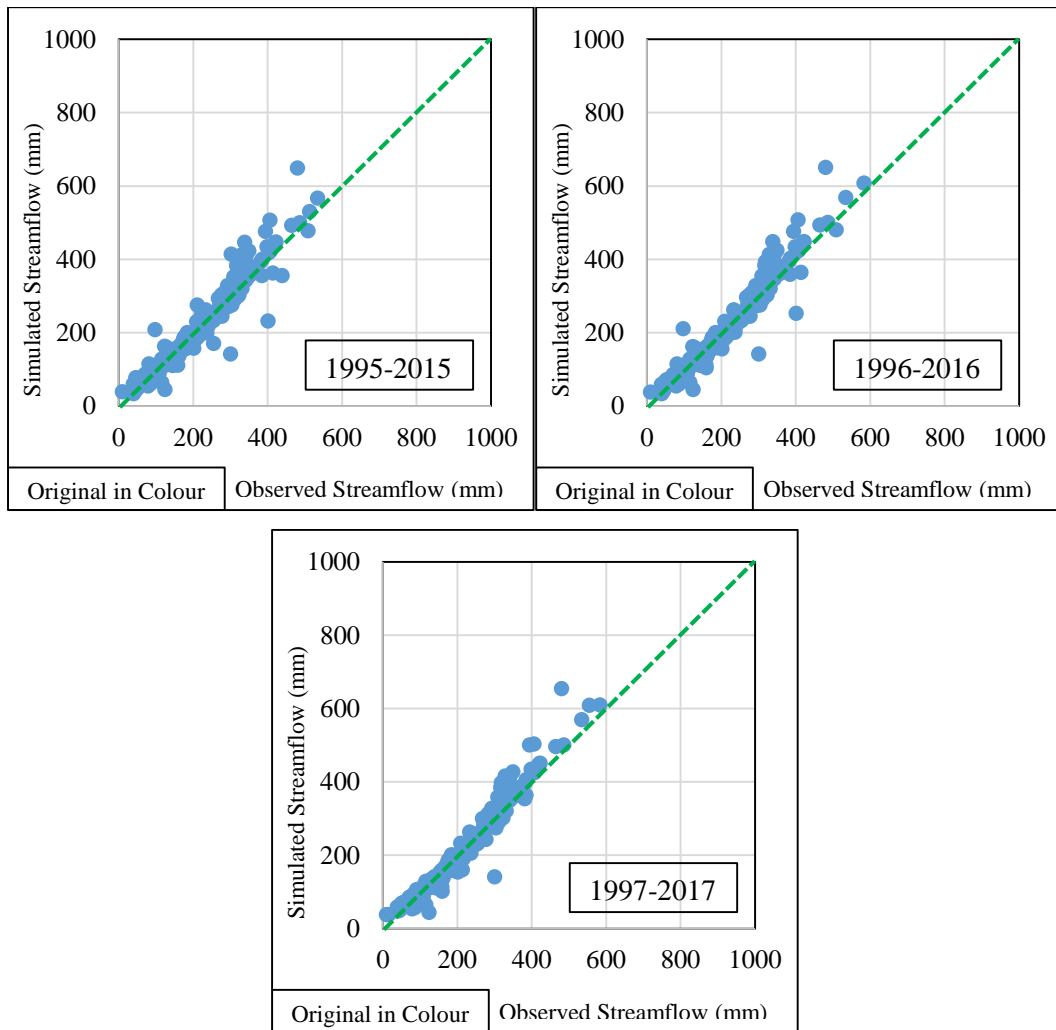 1000
800
600
400
200
0
Simulated Streamflow (mm)
1995-2015
0 200 400 600 800 1000
Original in Colour
Observed Streamflow (mm)
1000
800
600
400
200
0
Simulated Streamflow (mm)
1996-2016
0 200 400 600 800 1000
Original in Colour
Observed Streamflow (mm)
1000
800
600
400
200
0
Simulated Streamflow (mm)
1997-2017
0 200 400 600 800 1000
Original in Colour
Observed Streamflow (mm)